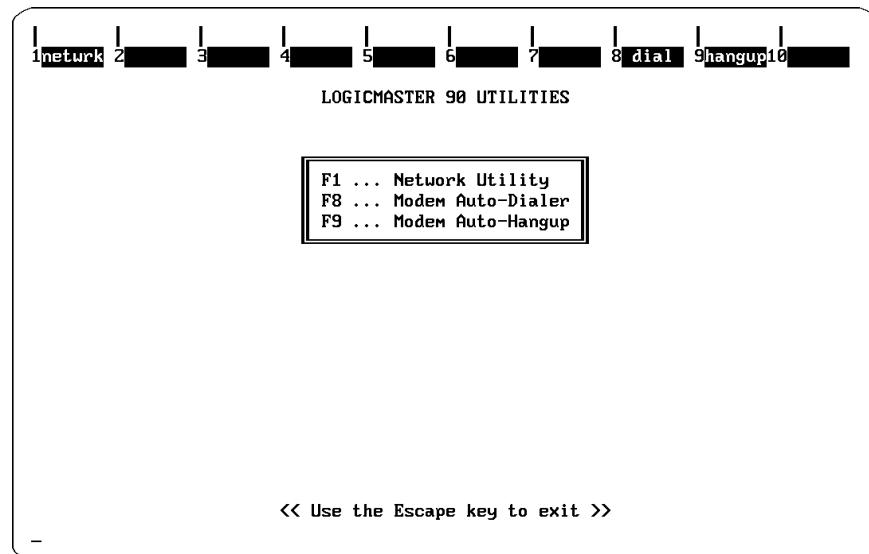 1netwrk 2 3 4 5 6 7 8 dial 9hangup10
LOGICMASTER 90 UTILITIES
F1 ... Network Utility
F8 ... Modem Auto-Dialer
F9 ... Modem Auto-Hangup
<< Use the Escape key to exit >>
_